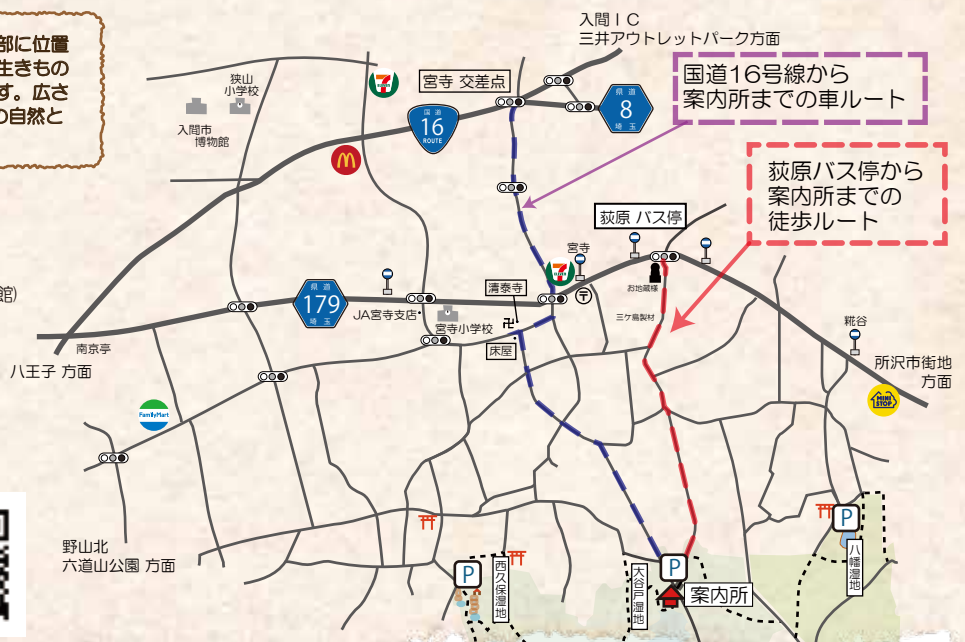 部に位置
生きもの
す。広さ
の自然と
入間IC
三井アウトレットパーク方面
狭山
小学校
入間市
博物館
7
ELEVEN
宮寺 交差点
国道
16
ROUTE
県道
8
埼玉
国道16号線から
案内所までの車ルート
荻原バス停から
案内所までの
徒歩ルート
荻原 バス停
宮寺
7
ELEVEN
お地蔵様
清泰寺
三ケ島製材
館)
県道
179
埼玉
JA宮寺支店
宮寺小学校
床屋
糀谷
南京亭
八王子 方面
所沢市街地
方面
MINI
STOP
FamilyMart
野山北
六道山公園 方面
P
西久保湿地
大谷戸湿地
P
案内所
P
八幡湿地